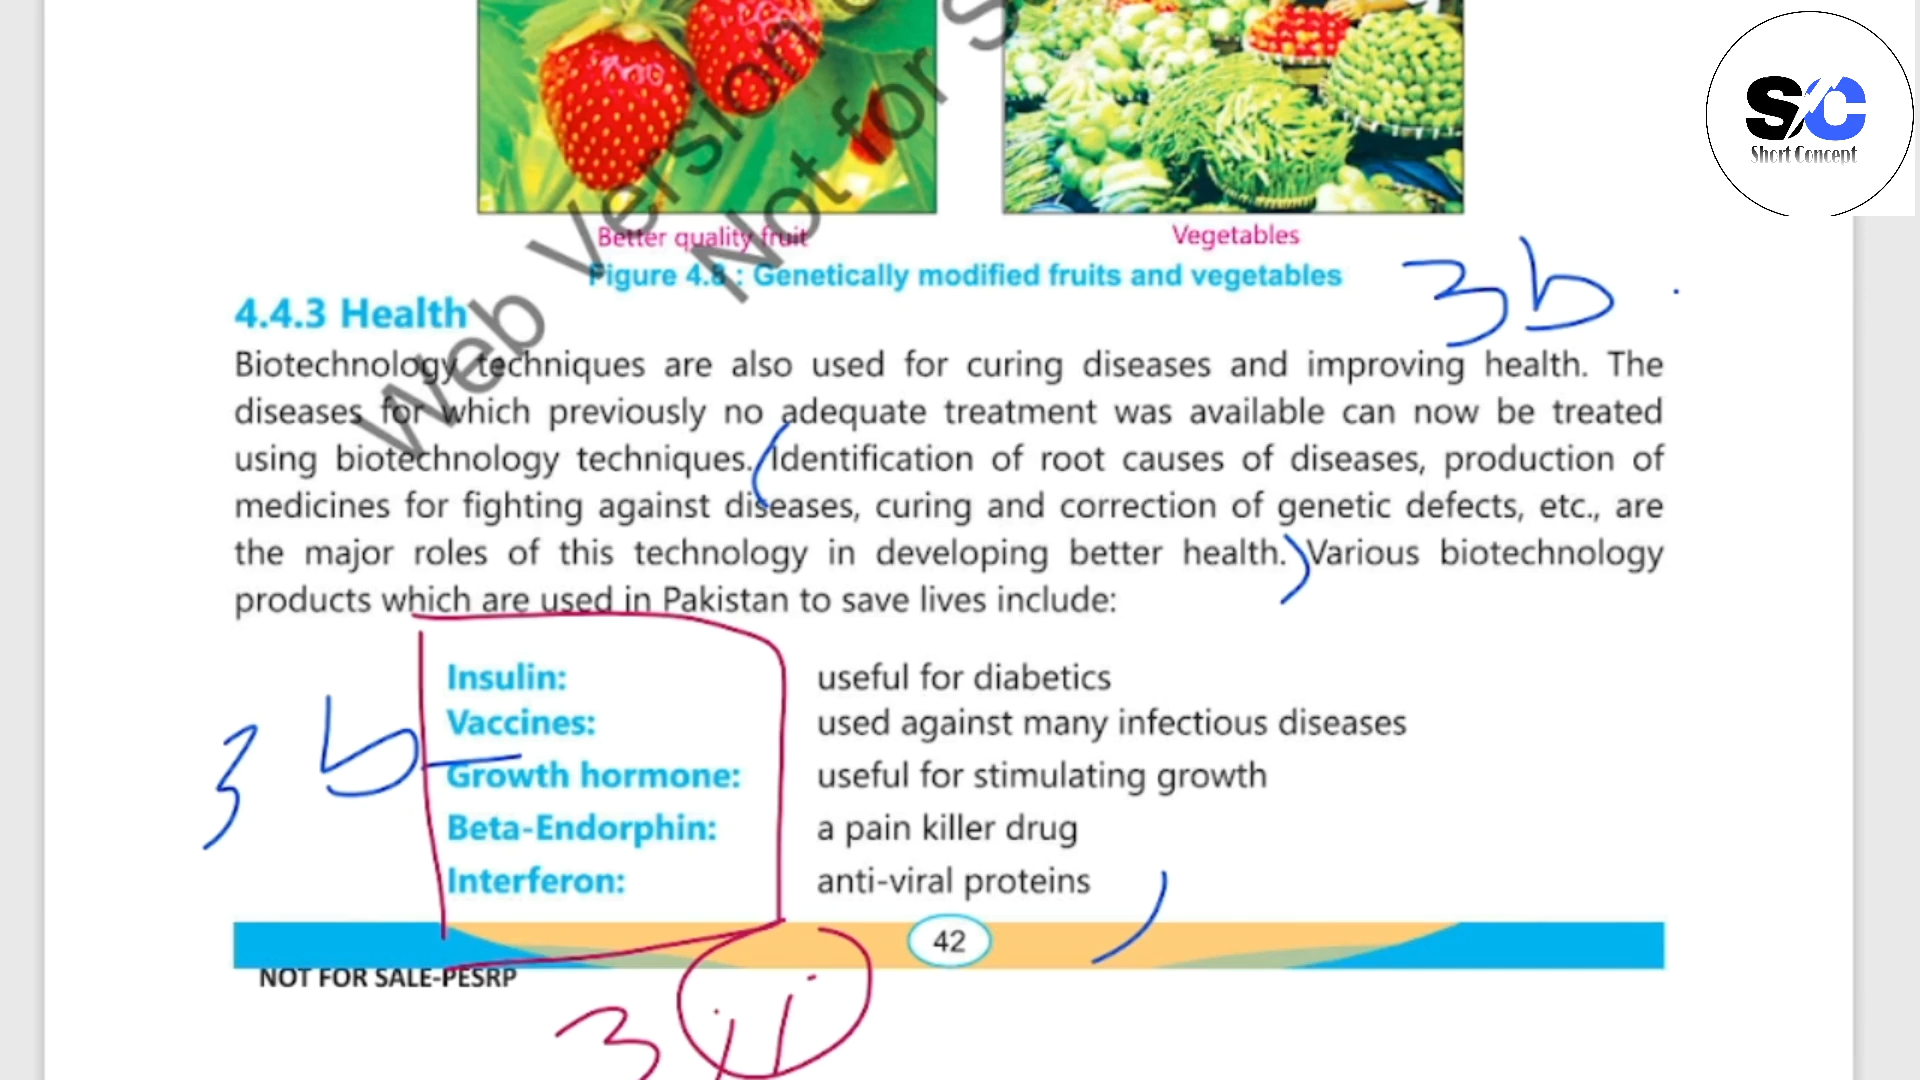 SC
Short Concept
Web Version of
Not for S
Better quality fruit
Vegetables
Figure 4.8 : Genetically modified fruits and vegetables
3b
4.4.3 Health
Biotechnology techniques are also used for curing diseases and improving health. The
diseases for which previously no adequate treatment was available can now be treated
using biotechnology techniques. Identification of root causes of diseases, production of
medicines for fighting against diseases, curing and correction of genetic defects, etc., are
the major roles of this technology in developing better health. Various biotechnology
products which are used in Pakistan to save lives include:
Insulin: useful for diabetics
Vaccines: used against many infectious diseases
3b
Growth hormone: useful for stimulating growth
Beta-Endorphin: a pain killer drug
Interferon: anti-viral proteins
42
NOT FOR SALE-PESRP
3 ii